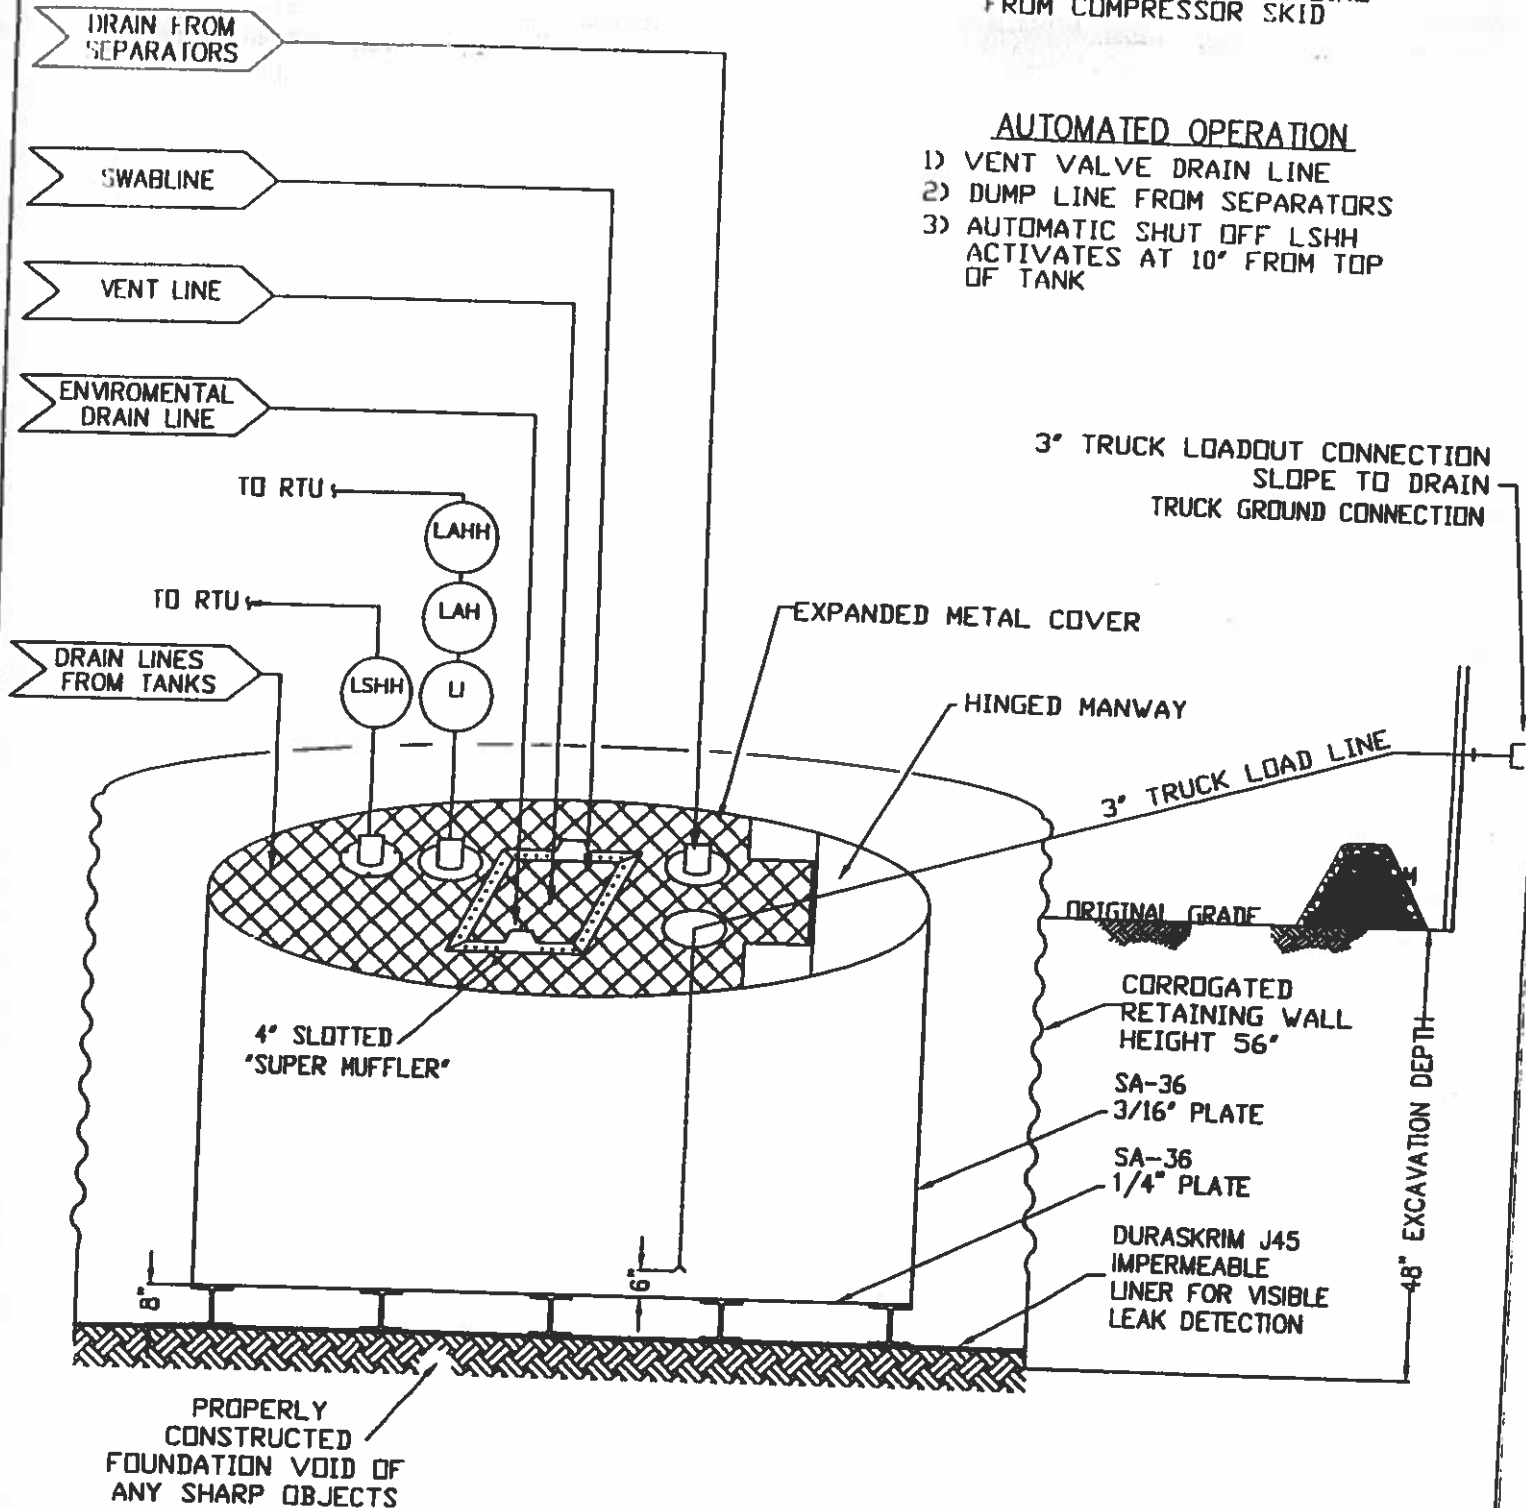 FROM COMPRESSOR SKID
DRAIN FROM
SEPARATORS
AUTOMATED OPERATION
1) VENT VALVE DRAIN LINE
2) DUMP LINE FROM SEPARATORS
3) AUTOMATIC SHUT OFF LSHH
ACTIVATES AT 10" FROM TOP
OF TANK
SWABLINE
VENT LINE
ENVIROMENTAL
DRAIN LINE
3" TRUCK LOADOUT CONNECTION
SLOPE TO DRAIN
TRUCK GROUND CONNECTION
TO RTU
LAHH
TO RTU
LAH
EXPANDED METAL COVER
DRAIN LINES
FROM TANKS
LSHH
LI
HINGED MANWAY
3" TRUCK LOAD LINE
ORIGINAL GRADE
4" SLOTTED
"SUPER MUFFLER"
CORROGATED
RETAINING WALL
HEIGHT 56"
SA-36
3/16" PLATE
SA-36
1/4" PLATE
DURASKRIM J45
IMPERMEABLE
LINER FOR VISIBLE
LEAK DETECTION
48" EXCAVATION DEPTH
8"
6"
PROPERLY
CONSTRUCTED
FOUNDATION VOID OF
ANY SHARP OBJECTS